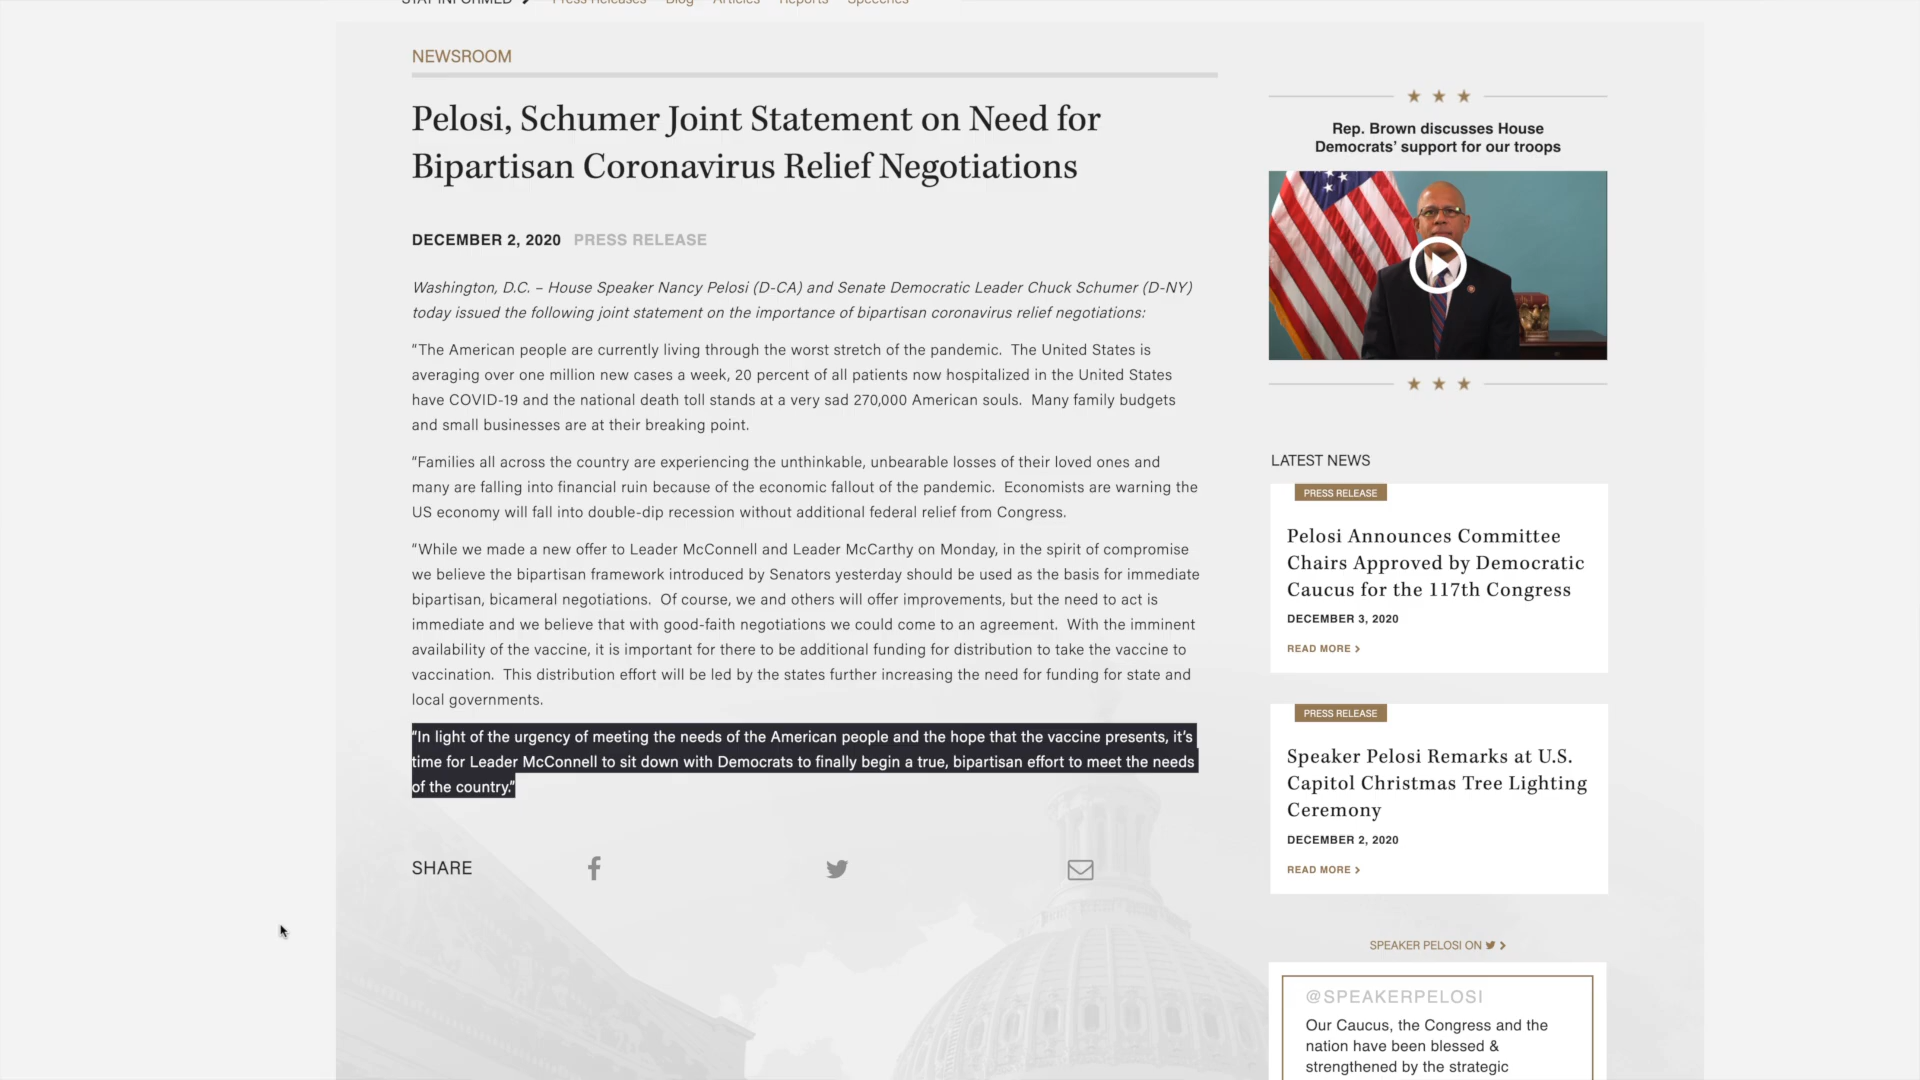 STAY INFORMED Press Releases Blog Articles Reports Speeches
NEWSROOM
Pelosi, Schumer Joint Statement on Need for
Bipartisan Coronavirus Relief Negotiations
DECEMBER 2, 2020 PRESS RELEASE
Washington, D.C. – House Speaker Nancy Pelosi (D-CA) and Senate Democratic Leader Chuck Schumer (D-NY)
today issued the following joint statement on the importance of bipartisan coronavirus relief negotiations:
“The American people are currently living through the worst stretch of the pandemic.  The United States is
averaging over one million new cases a week, 20 percent of all patients now hospitalized in the United States
have COVID-19 and the national death toll stands at a very sad 270,000 American souls.  Many family budgets
and small businesses are at their breaking point.
“Families all across the country are experiencing the unthinkable, unbearable losses of their loved ones and
many are falling into financial ruin because of the economic fallout of the pandemic.  Economists are warning the
US economy will fall into double-dip recession without additional federal relief from Congress.
“While we made a new offer to Leader McConnell and Leader McCarthy on Monday, in the spirit of compromise
we believe the bipartisan framework introduced by Senators yesterday should be used as the basis for immediate
bipartisan, bicameral negotiations.  Of course, we and others will offer improvements, but the need to act is
immediate and we believe that with good-faith negotiations we could come to an agreement.  With the imminent
availability of the vaccine, it is important for there to be additional funding for distribution to take the vaccine to
vaccination.  This distribution effort will be led by the states further increasing the need for funding for state and
local governments.
“In light of the urgency of meeting the needs of the American people and the hope that the vaccine presents, it’s
time for Leader McConnell to sit down with Democrats to finally begin a true, bipartisan effort to meet the needs
of the country.”
SHARE
Rep. Brown discusses House
Democrats’ support for our troops
LATEST NEWS
PRESS RELEASE
Pelosi Announces Committee
Chairs Approved by Democratic
Caucus for the 117th Congress
DECEMBER 3, 2020
READ MORE
PRESS RELEASE
Speaker Pelosi Remarks at U.S.
Capitol Christmas Tree Lighting
Ceremony
DECEMBER 2, 2020
READ MORE
SPEAKER PELOSI ON
@SPEAKERPELOSI
Our Caucus, the Congress and the
nation have been blessed &
strengthened by the strategic